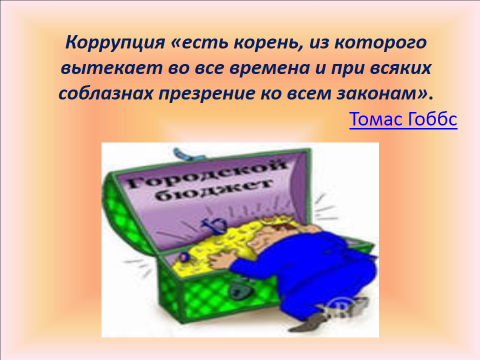 Коррупция «есть корень, из которого
вытекает во все времена и при всяких
соблазнах презрение ко всем законам».
Томас Гоббс
Городской
бюджет